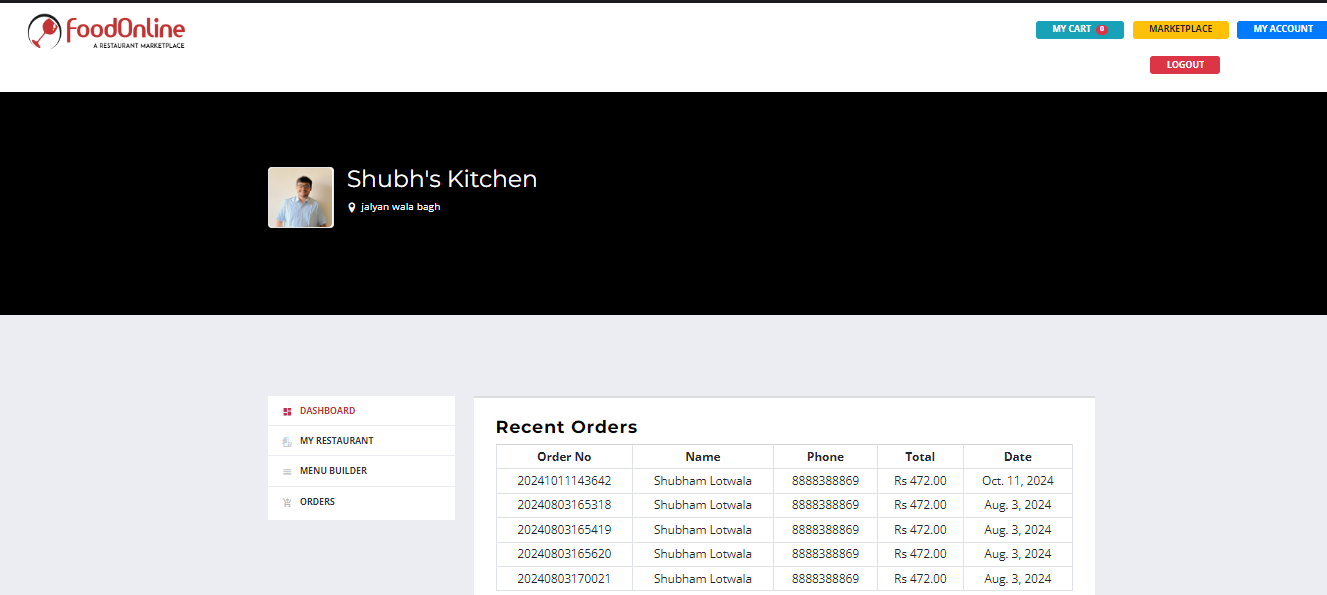 FoodOnline
A RESTAURANT MARKETPLACE
MY CART 0 MARKETPLACE MY ACCOUNT
LOGOUT
Shubh's Kitchen
jalyan wala bagh
DASHBOARD
MY RESTAURANT
MENU BUILDER
ORDERS
Recent Orders
Order No Name Phone Total Date
20241011143642 Shubham Lotwala 8888388869 Rs 472.00 Oct. 11, 2024
20240803165318 Shubham Lotwala 8888388869 Rs 472.00 Aug. 3, 2024
20240803165419 Shubham Lotwala 8888388869 Rs 472.00 Aug. 3, 2024
20240803165620 Shubham Lotwala 8888388869 Rs 472.00 Aug. 3, 2024
20240803170021 Shubham Lotwala 8888388869 Rs 472.00 Aug. 3, 2024